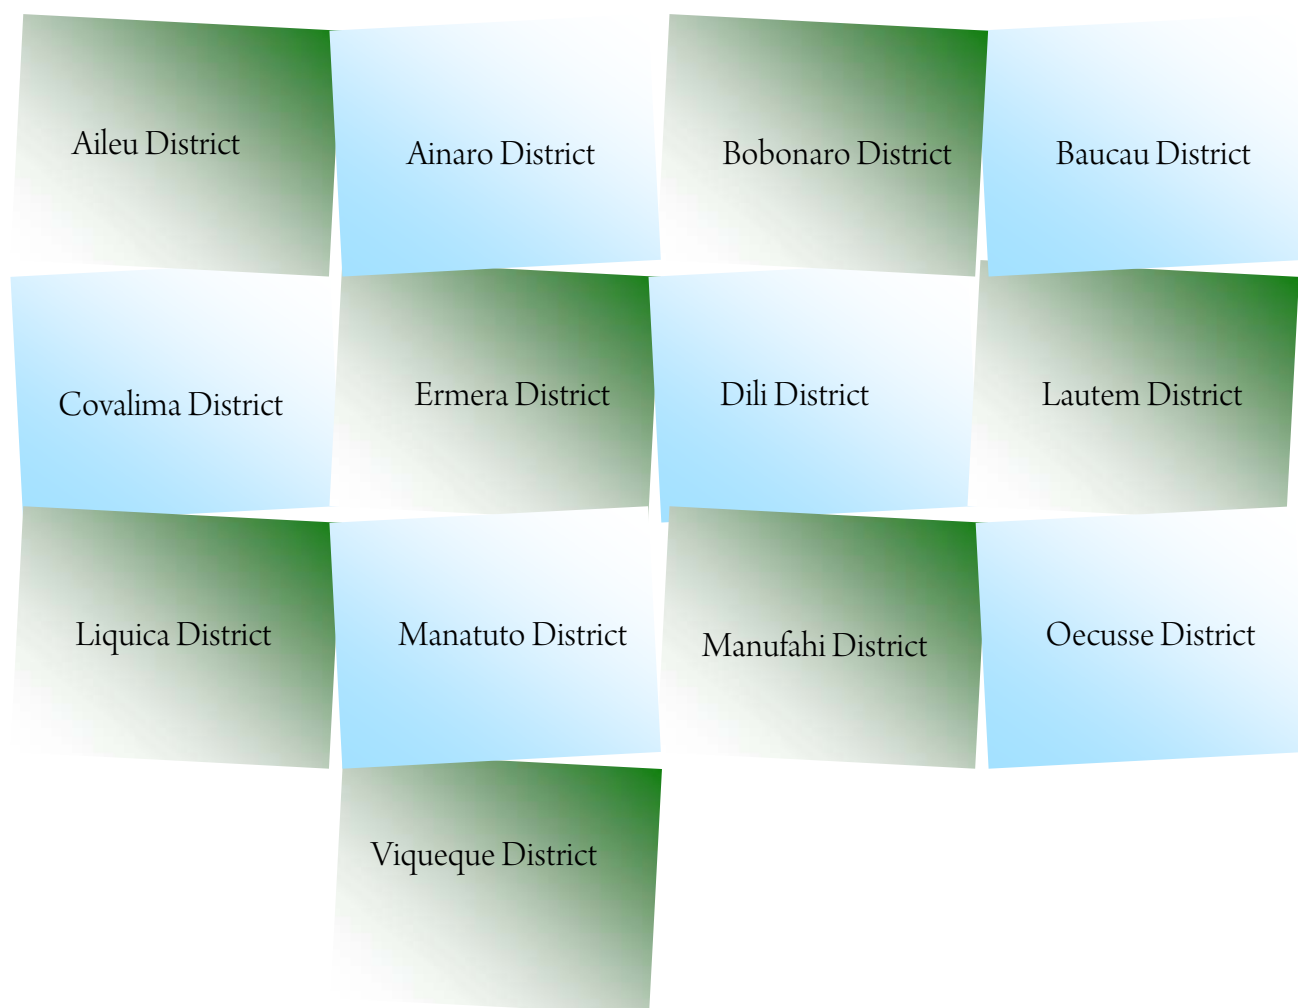 Aileu District
Ainaro District
Bobonaro District
Baucau District
Covalima District
Ermera District
Dili District
Lautem District
Liquica District
Manatuto District
Manufahi District
Oecusse District
Viqueque District